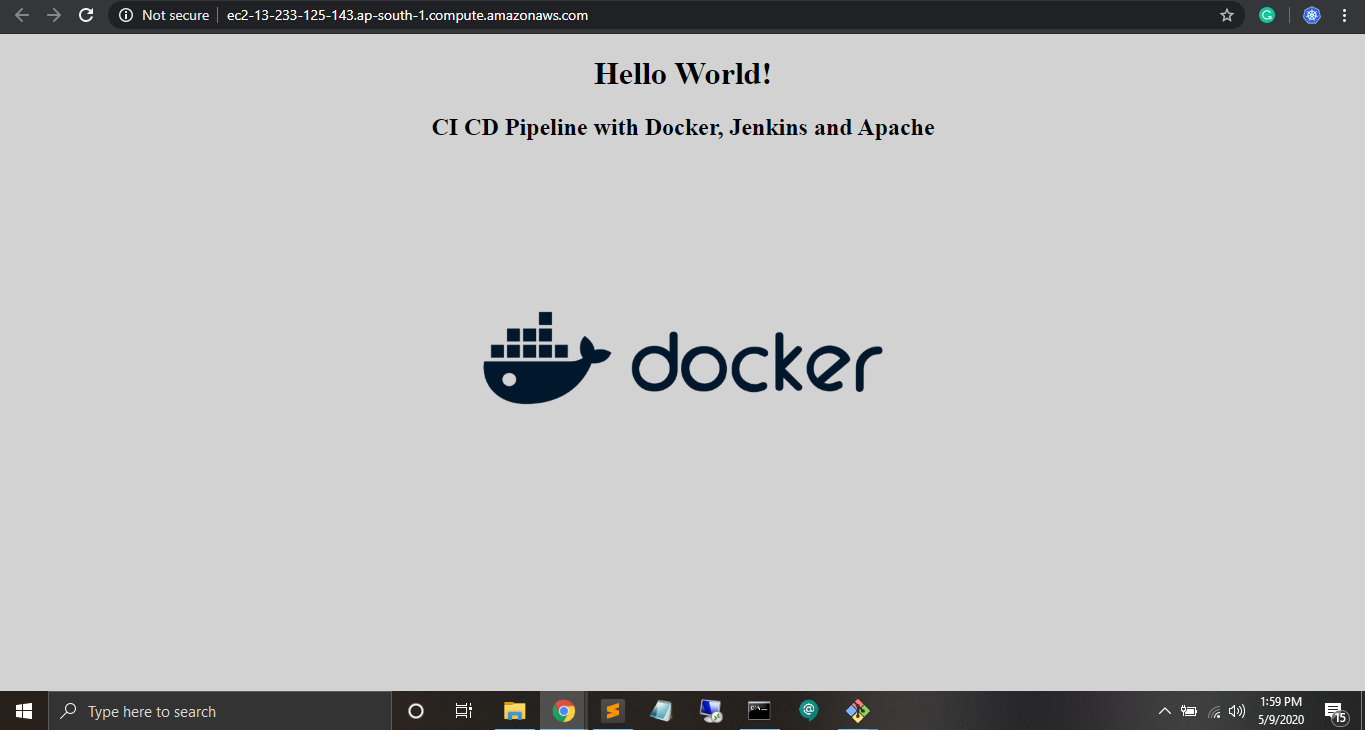 Not secure ec2-13-233-125-143.ap-south-1.compute.amazonaws.com
Hello World!
CI CD Pipeline with Docker, Jenkins and Apache
docker
Type here to search
1:59 PM
5/9/2020
15